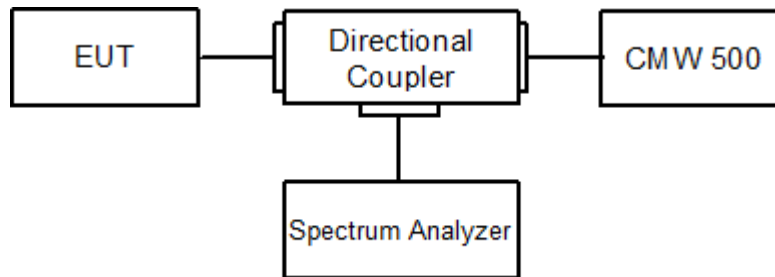 EUT
Directional
Coupler
CMW 500
Spectrum Analyzer